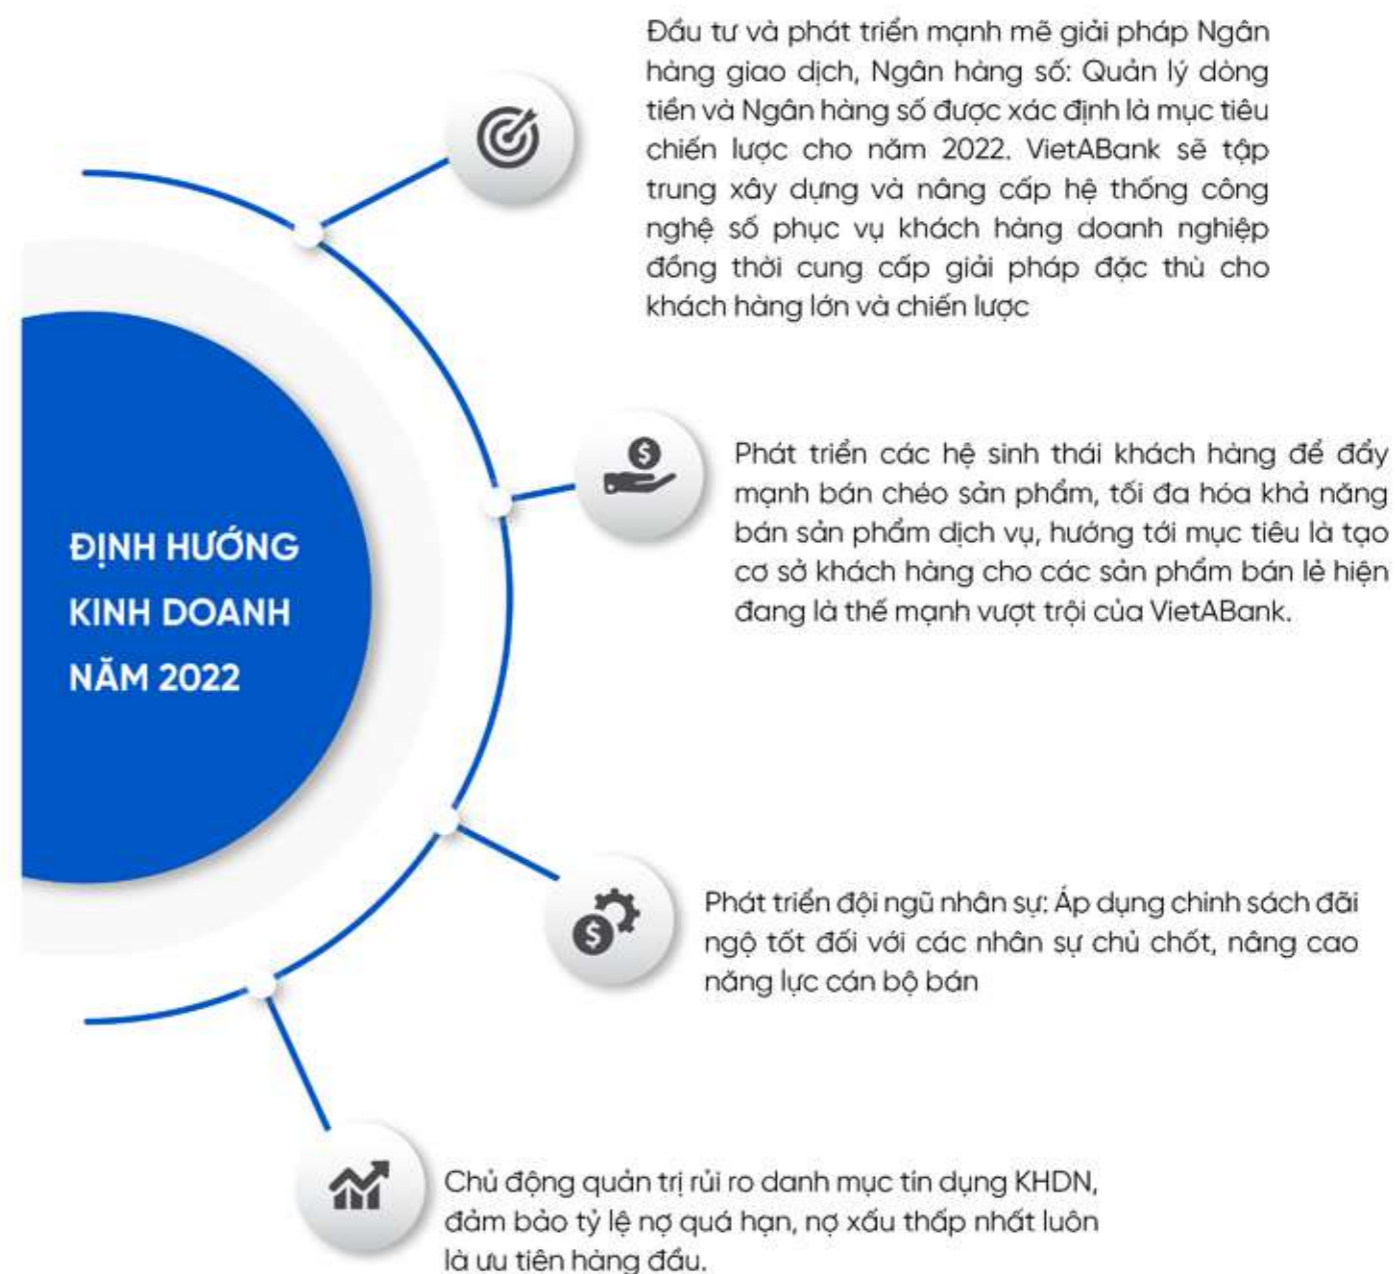 Đầu tư và phát triển mạnh mẽ giải pháp Ngân
hàng giao dịch, Ngân hàng số: Quản lý dòng
tiền và Ngân hàng số được xác định là mục tiêu
chiến lược cho năm 2022. VietABank sẽ tập
trung xây dựng và nâng cấp hệ thống công
nghệ số phục vụ khách hàng doanh nghiệp
đồng thời cung cấp giải pháp đặc thù cho
khách hàng lớn và chiến lược
Phát triển các hệ sinh thái khách hàng để đẩy
mạnh bán chéo sản phẩm, tối đa hóa khả năng
bán sản phẩm dịch vụ, hướng tới mục tiêu là tạo
cơ sở khách hàng cho các sản phẩm bán lẻ hiện
đang là thế mạnh vượt trội của VietABank.
ĐỊNH HƯỚNG
KINH DOANH
NĂM 2022
Phát triển đội ngũ nhân sự: Áp dụng chính sách đãi
ngộ tốt đối với các nhân sự chủ chốt, nâng cao
năng lực cán bộ bán
Chủ động quản trị rủi ro danh mục tín dụng KHDN,
đảm bảo tỷ lệ nợ quá hạn, nợ xấu thấp nhất luôn
là ưu tiên hàng đầu.